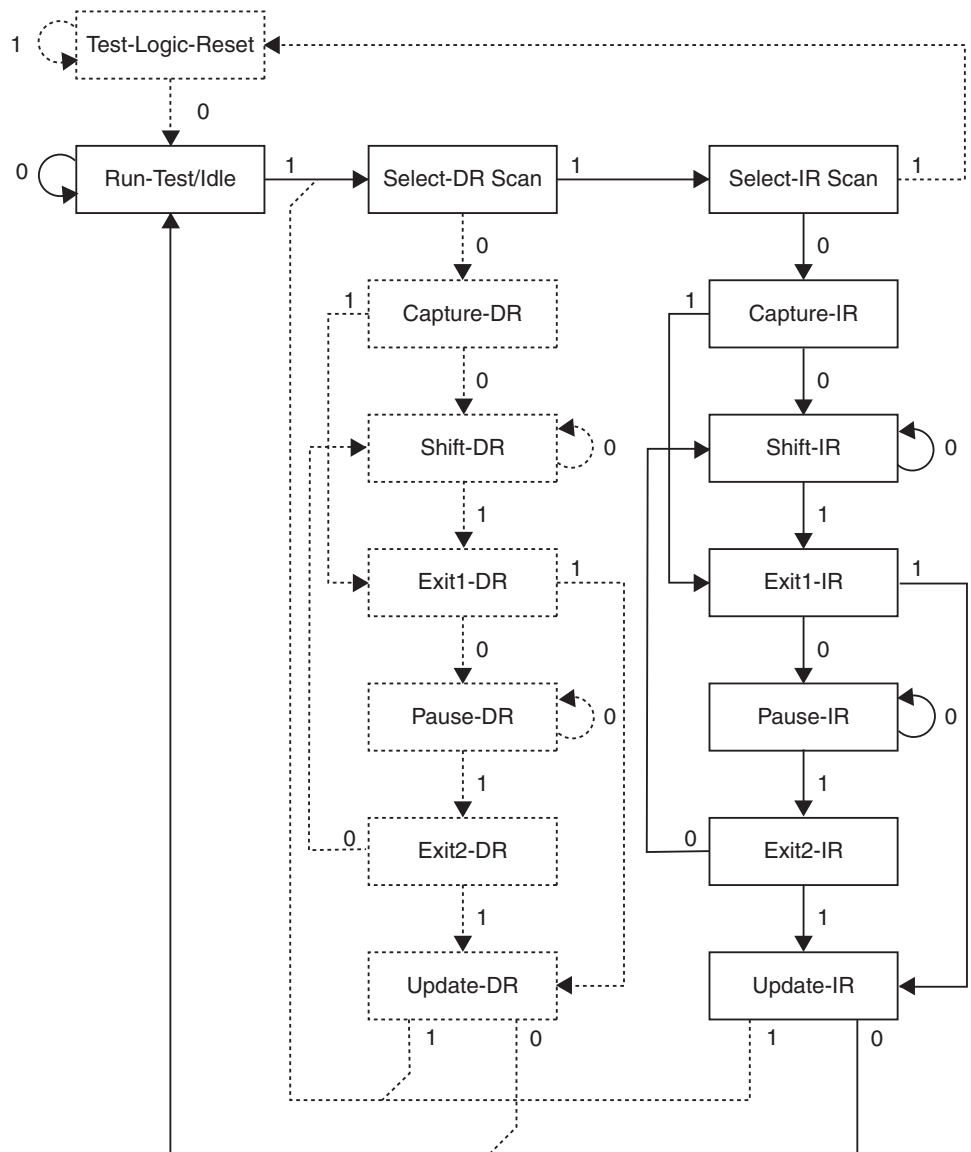 Test-Logic-Reset
1
0
Run-Test/Idle
0
1
Select-DR Scan
1
Select-IR Scan
1
0
0
1
Capture-DR
1
Capture-IR
0
0
Shift-DR
0
Shift-IR
0
1
1
Exit1-DR
1
Exit1-IR
1
0
0
Pause-DR
0
Pause-IR
0
1
1
0
Exit2-DR
0
Exit2-IR
1
1
Update-DR
Update-IR
1
0
1
0